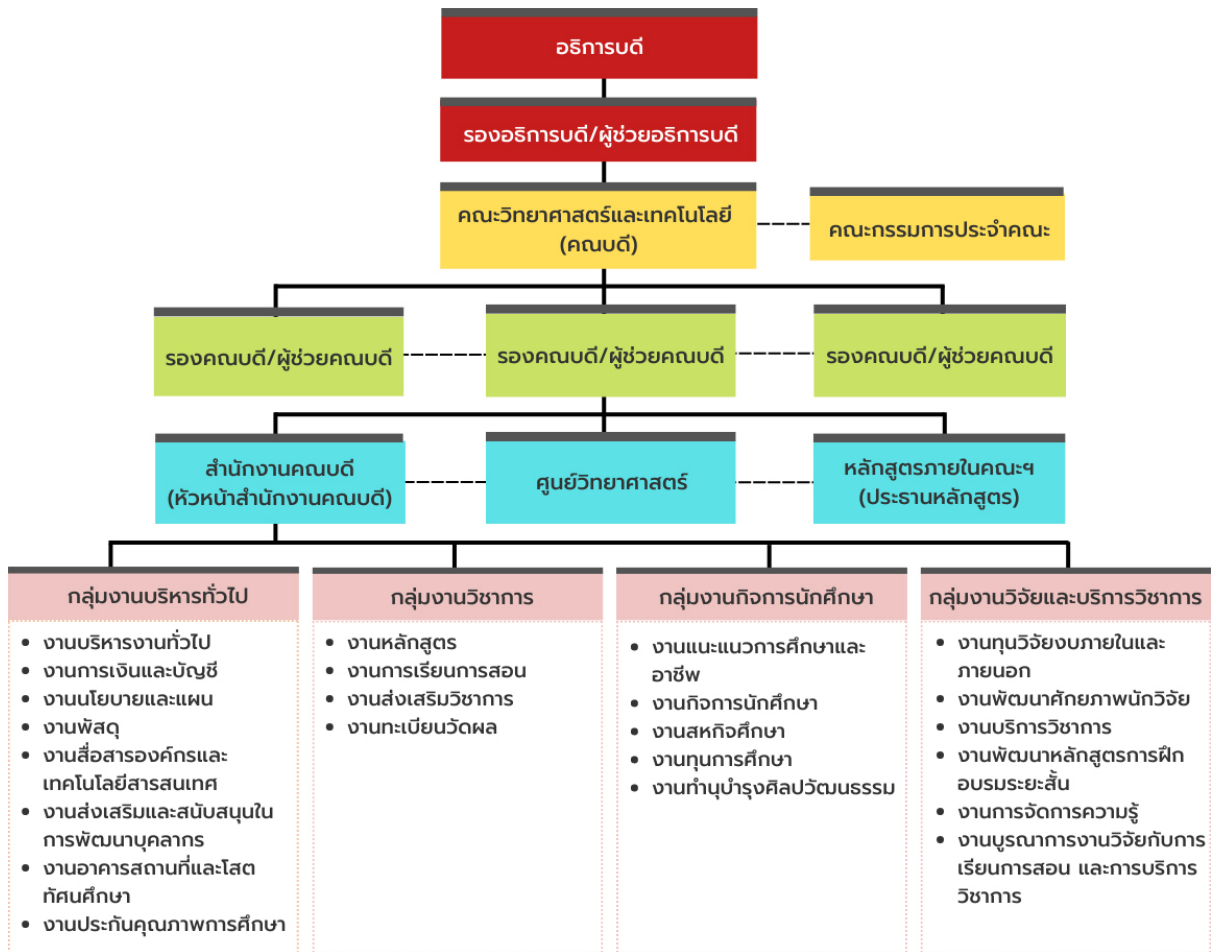 อธิการบดี
รองอธิการบดี/ผู้ช่วยอธิการบดี
คณะวิทยาศาสตร์และเทคโนโลยี
(คณบดี)
คณะกรรมการประจำคณะ
รองคณบดี/ผู้ช่วยคณบดี
รองคณบดี/ผู้ช่วยคณบดี
รองคณบดี/ผู้ช่วยคณบดี
สำนักงานคณบดี
(หัวหน้าสำนักงานคณบดี)
ศูนย์วิทยาศาสตร์
หลักสูตรภายในคณะฯ
(ประธานหลักสูตร)
กลุ่มงานบริหารทั่วไป
• งานบริหารงานทั่วไป
• งานการเงินและบัญชี
• งานนโยบายและแผน
• งานพัสดุ
• งานสื่อสารองค์กรและ
เทคโนโลยีสารสนเทศ
• งานส่งเสริมและสนับสนุนใน
การพัฒนาบุคลากร
• งานอาคารสถานที่และโสต
ทัศนศึกษา
• งานประกันคุณภาพการศึกษา
กลุ่มงานวิชาการ
• งานหลักสูตร
• งานการเรียนการสอน
• งานส่งเสริมวิชาการ
• งานทะเบียนวัดผล
กลุ่มงานกิจการนักศึกษา
• งานแนะแนวการศึกษาและ
อาชีพ
• งานกิจการนักศึกษา
• งานสหกิจศึกษา
• งานทุนการศึกษา
• งานทำนุบำรุงศิลปวัฒนธรรม
กลุ่มงานวิจัยและบริการวิชาการ
• งานทุนวิจัยงบภายในและ
ภายนอก
• งานพัฒนาศักยภาพนักวิจัย
• งานบริการวิชาการ
• งานพัฒนาหลักสูตรการฝึก
อบรมระยะสั้น
• งานการจัดการความรู้
• งานบูรณาการงานวิจัยกับการ
เรียนการสอน และการบริการ
วิชาการ